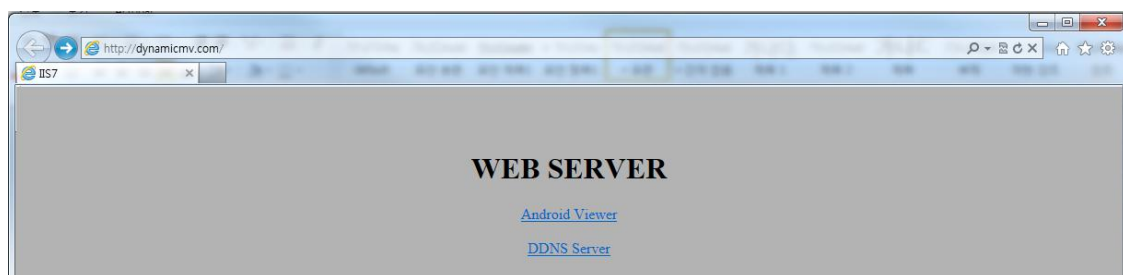 http://dynamicmv.com/
IIS7
WEB SERVER
Android Viewer
DDNS Server